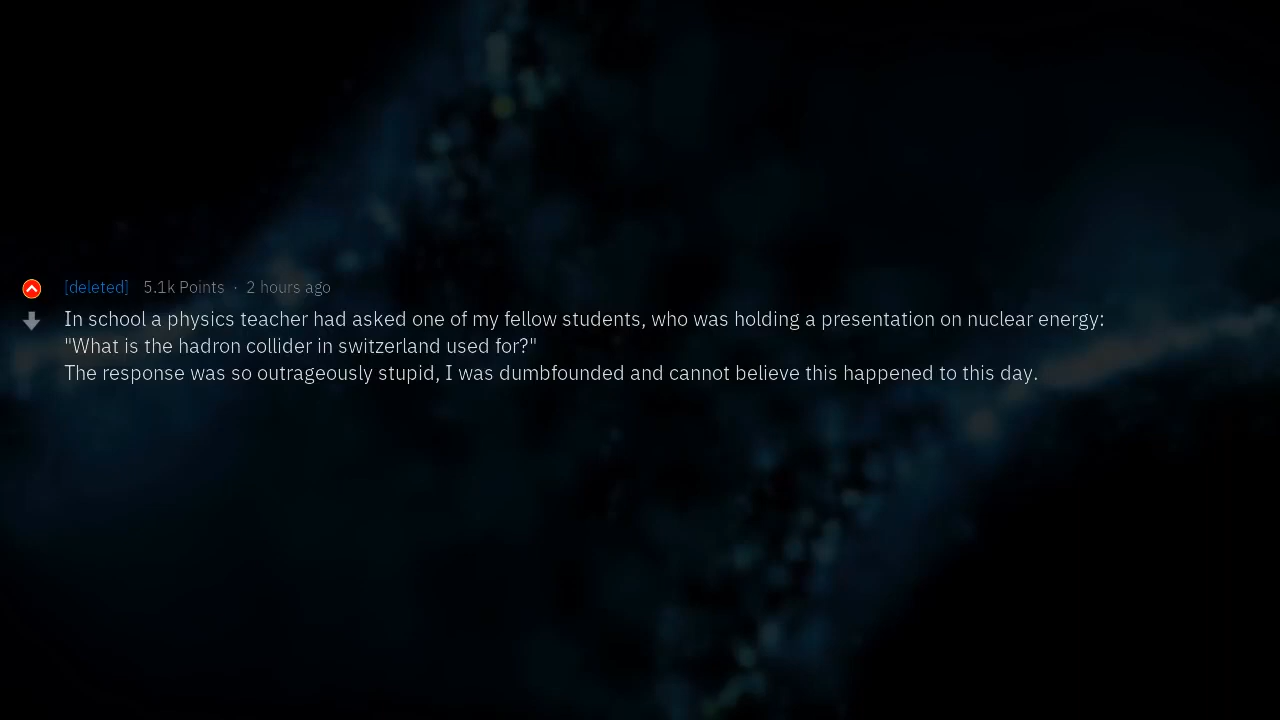 [deleted] 5.1k Points · 2 hours ago
In school a physics teacher had asked one of my fellow students, who was holding a presentation on nuclear energy:
"What is the hadron collider in switzerland used for?"
The response was so outrageously stupid, I was dumbfounded and cannot believe this happened to this day.